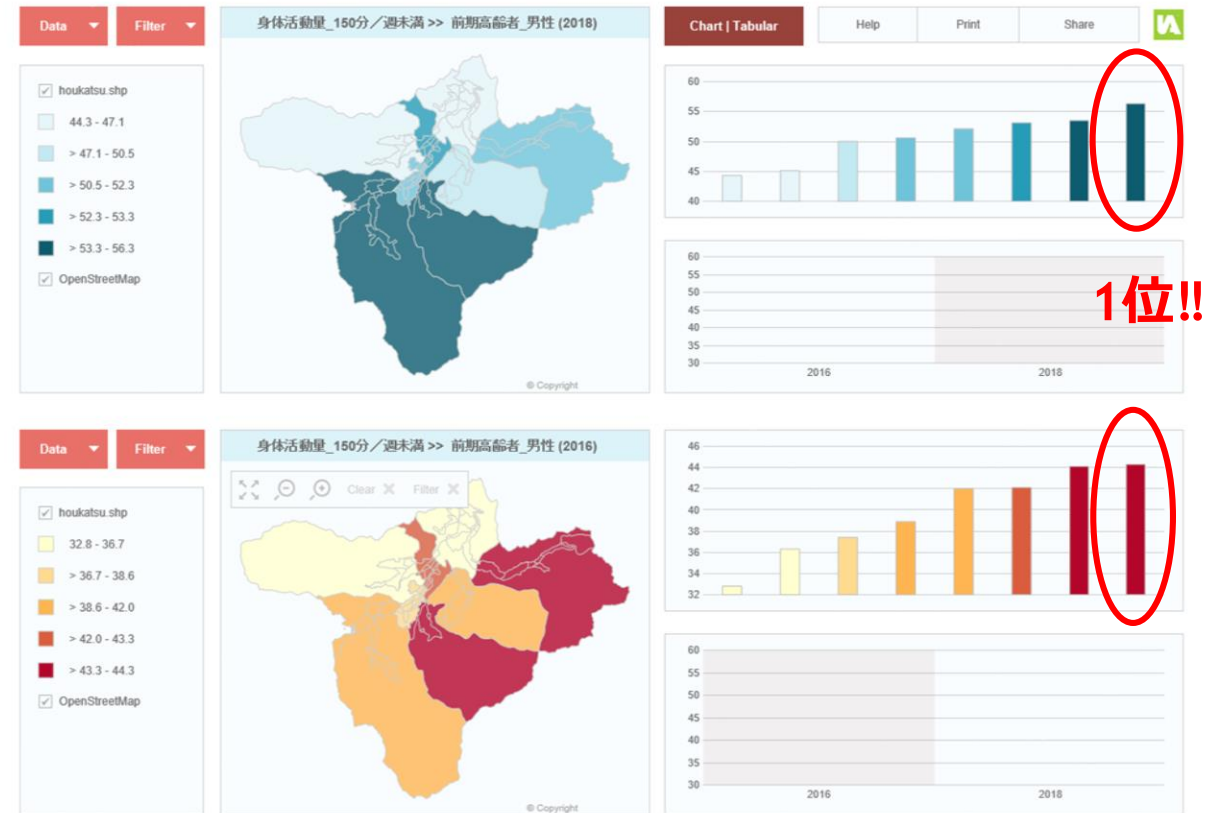 Data
Filter
身体活動量_150分／週未満 >> 前期高齢者_男性 (2018)
Chart | Tabular
Help
Print
Share
houkatsu.shp
44.3 - 47.1
> 47.1 - 50.5
> 50.5 - 52.3
> 52.3 - 53.3
> 53.3 - 56.3
OpenStreetMap
© Copyright
60
55
50
45
40
60
55
50
45
40
35
30
2016
2018
1位!!
Data
Filter
身体活動量_150分／週未満 >> 前期高齢者_男性 (2016)
Clear
Filter
houkatsu.shp
32.8 - 36.7
> 36.7 - 38.6
> 38.6 - 42.0
> 42.0 - 43.3
> 43.3 - 44.3
OpenStreetMap
© Copyright
46
44
42
40
38
36
34
32
60
55
50
45
40
35
30
2016
2018